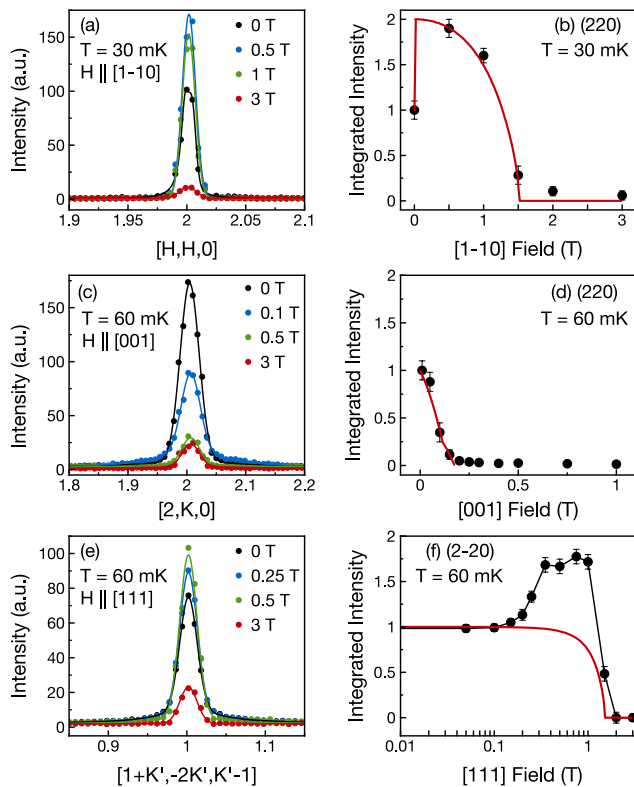 (a)
T = 30 mK
H || [1-10]
0 T
0.5 T
1 T
3 T
Intensity (a.u.)
150
100
50
0
1.9
1.95
2
2.05
2.1
[H,H,0]
(b) (220)
T = 30 mK
Integrated Intensity
2
1.5
1
0.5
0
0
1
2
3
[1-10] Field (T)
(c)
T = 60 mK
H || [001]
0 T
0.1 T
0.5 T
3 T
Intensity (a.u.)
150
100
50
0
1.8
1.9
2
2.1
2.2
[2,K,0]
(d) (220)
T = 60 mK
Integrated Intensity
2
1.5
1
0.5
0
0
0.5
1
[001] Field (T)
(e)
T = 60 mK
H || [111]
0 T
0.25 T
0.5 T
3 T
Intensity (a.u.)
100
80
60
40
20
0
0.9
1
1.1
[1+K',-2K',K'-1]
(f) (2-20)
T = 60 mK
Integrated Intensity
2
1.5
1
0.5
0
0.01
0.1
1
[111] Field (T)